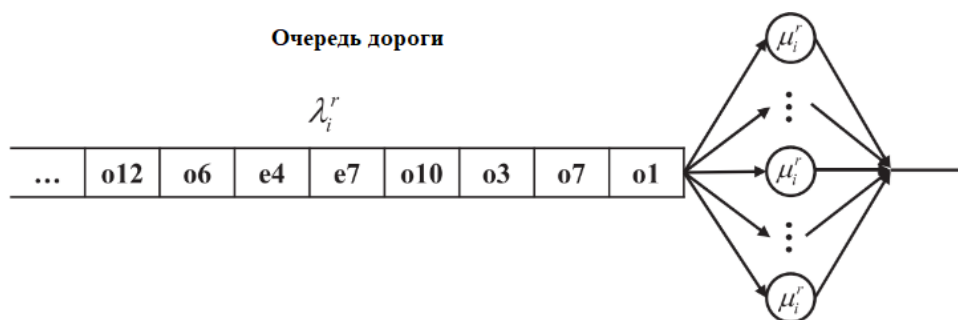 Очередь дороги
μ_i^r
λ_i^r
... o12 o6 e4 e7 o10 o3 o7 o1
μ_i^r
μ_i^r